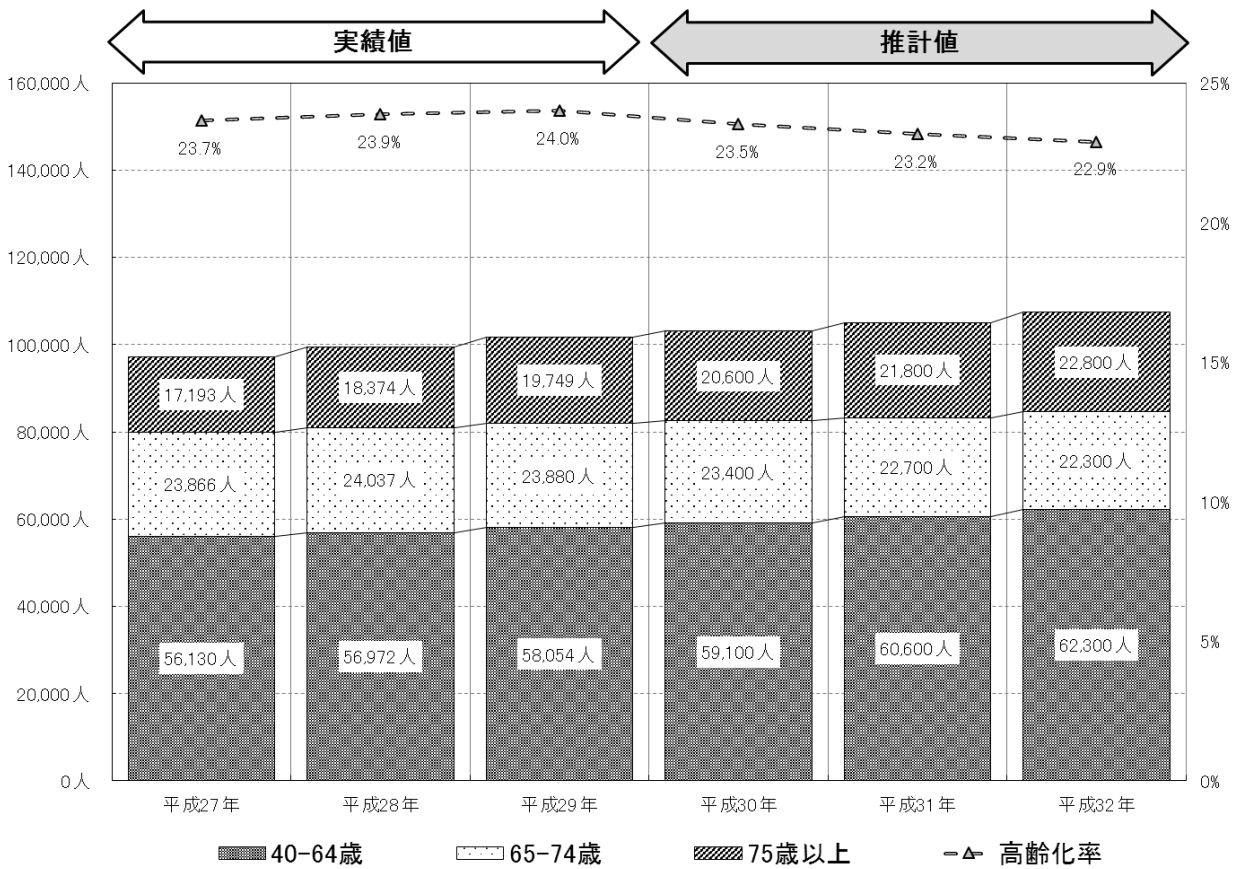 実績値 推計値
160,000人 25%
23.7% 23.9% 24.0% 23.5% 23.2% 22.9%
140,000人
20%
120,000人
100,000人
15%
17,193人 18,374人 19,749人 20,600人 21,800人 22,800人
80,000人
23,866人 24,037人 23,880人 23,400人 22,700人 22,300人
10%
60,000人
40,000人
56,130人 56,972人 58,054人 59,100人 60,600人 62,300人
5%
20,000人
0人 0%
平成27年 平成28年 平成29年 平成30年 平成31年 平成32年
40-64歳 65-74歳 75歳以上 高齢化率